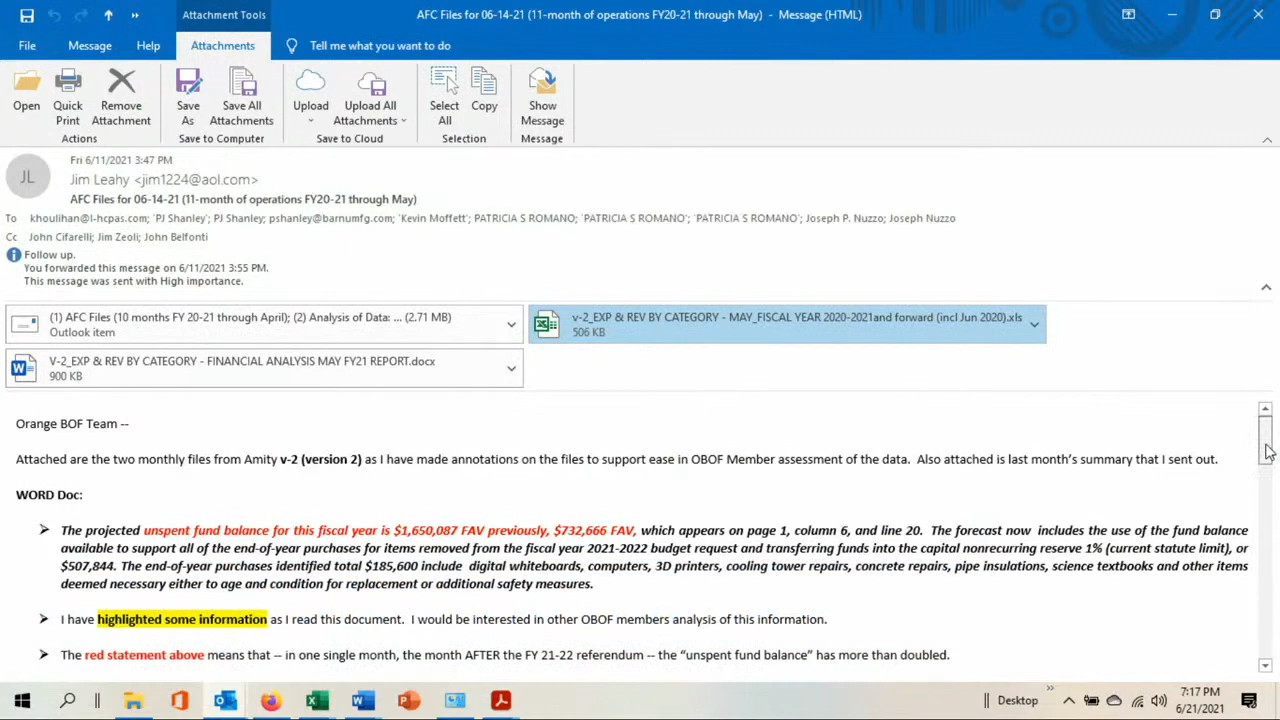 Attachment Tools
AFC Files for 06-14-21 (11-month of operations FY20-21 through May) - Message (HTML)
File Message Help Attachments Tell me what you want to do
Open Quick Print Remove Attachment Save As Save All Attachments Upload Upload All Attachments Select All Copy Show Message
Actions Save to Computer Save to Cloud Selection Message
Fri 6/11/2021 3:47 PM
JL
Jim Leahy <jim1224@aol.com>
AFC Files for 06-14-21 (11-month of operations FY20-21 through May)
To khoulihan@l-hcpas.com; 'PJ Shanley'; PJ Shanley; pshanley@barnumfg.com; 'Kevin Moffett'; PATRICIA S ROMANO; 'PATRICIA S ROMANO'; 'PATRICIA S ROMANO'; Joseph P. Nuzzo; Joseph Nuzzo
Cc John Cifarelli; Jim Zeoli; John Belfonti
Follow up.
You forwarded this message on 6/11/2021 3:55 PM.
This message was sent with High importance.
(1) AFC Files (10 months FY 20-21 through April); (2) Analysis of Data: ... (2.71 MB)
Outlook item
v-2_EXP & REV BY CATEGORY - MAY_FISCAL YEAR 2020-2021and forward (incl Jun 2020).xls
506 KB
V-2_EXP & REV BY CATEGORY - FINANCIAL ANALYSIS MAY FY21 REPORT.docx
900 KB
Orange BOF Team --
Attached are the two monthly files from Amity v-2 (version 2) as I have made annotations on the files to support ease in OBOF Member assessment of the data. Also attached is last month's summary that I sent out.
WORD Doc:
➢ The projected unspent fund balance for this fiscal year is $1,650,087 FAV previously, $732,666 FAV, which appears on page 1, column 6, and line 20. The forecast now includes the use of the fund balance
available to support all of the end-of-year purchases for items removed from the fiscal year 2021-2022 budget request and transferring funds into the capital nonrecurring reserve 1% (current statute limit), or
$507,844. The end-of-year purchases identified total $185,600 include digital whiteboards, computers, 3D printers, cooling tower repairs, concrete repairs, pipe insulations, science textbooks and other items
deemed necessary either to age and condition for replacement or additional safety measures.
➢ I have highlighted some information as I read this document. I would be interested in other OBOF members analysis of this information.
➢ The red statement above means that -- in one single month, the month AFTER the FY 21-22 referendum -- the "unspent fund balance" has more than doubled.
Desktop
7:17 PM
6/21/2021